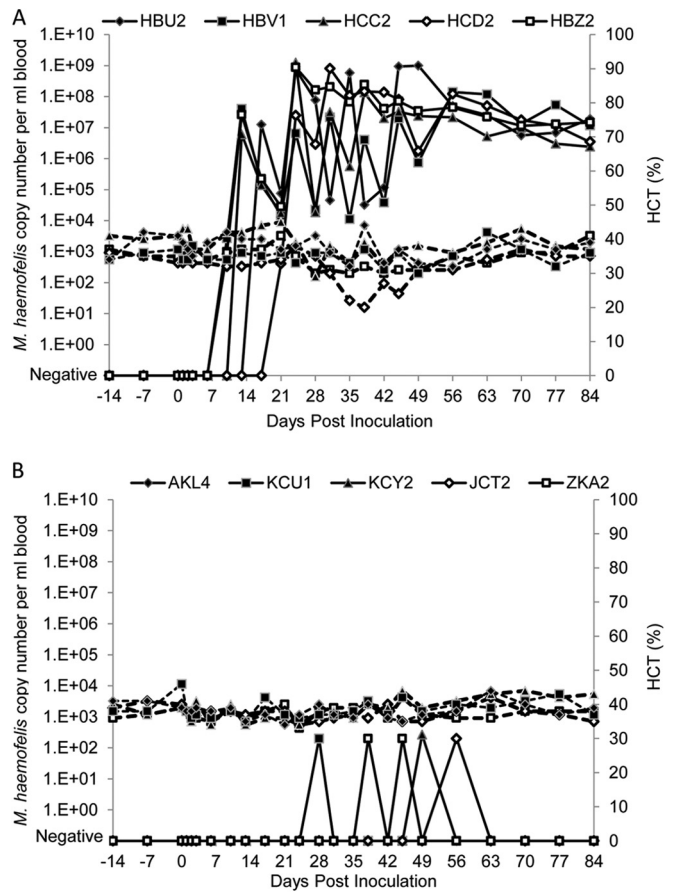 A
HBU2 HBV1 HCC2 HCD2 HBZ2
M. haemofelis copy number per ml blood
1.E+10
1.E+09
1.E+08
1.E+07
1.E+06
1.E+05
1.E+04
1.E+03
1.E+02
1.E+01
1.E+00
Negative
100
90
80
70
60
50
40
30
20
10
0
HCT (%)
-14 -7 0 7 14 21 28 35 42 49 56 63 70 77 84
Days Post Inoculation
B
AKL4 KCU1 KCY2 JCT2 ZKA2
M. haemofelis copy number per ml blood
1.E+10
1.E+09
1.E+08
1.E+07
1.E+06
1.E+05
1.E+04
1.E+03
1.E+02
1.E+01
1.E+00
Negative
100
90
80
70
60
50
40
30
20
10
0
HCT (%)
-14 -7 0 7 14 21 28 35 42 49 56 63 70 77 84
Days Post Inoculation